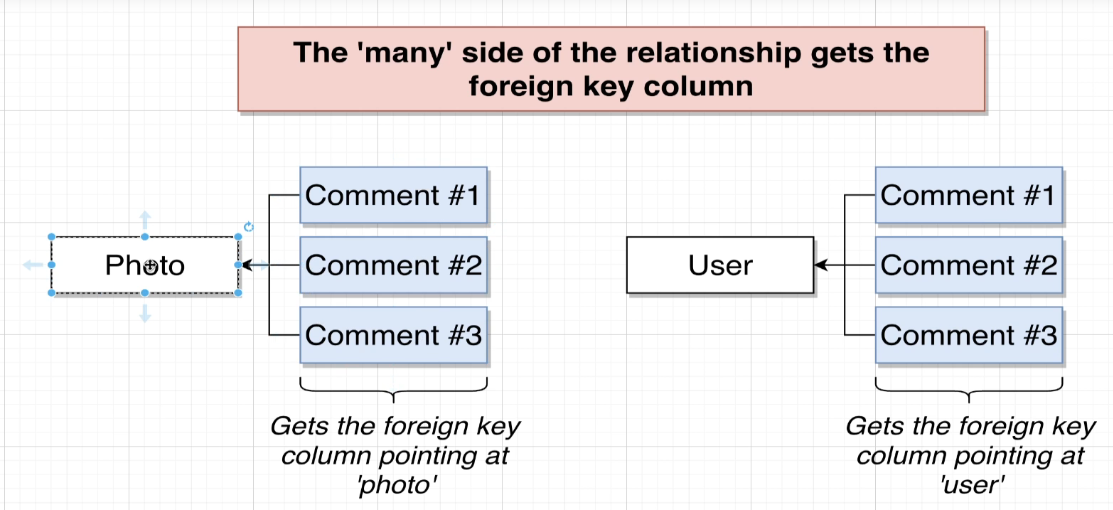 The 'many' side of the relationship gets the
foreign key column
Photo
Comment #1
Comment #2
Comment #3
Gets the foreign key
column pointing at
'photo'
User
Comment #1
Comment #2
Comment #3
Gets the foreign key
column pointing at
'user'